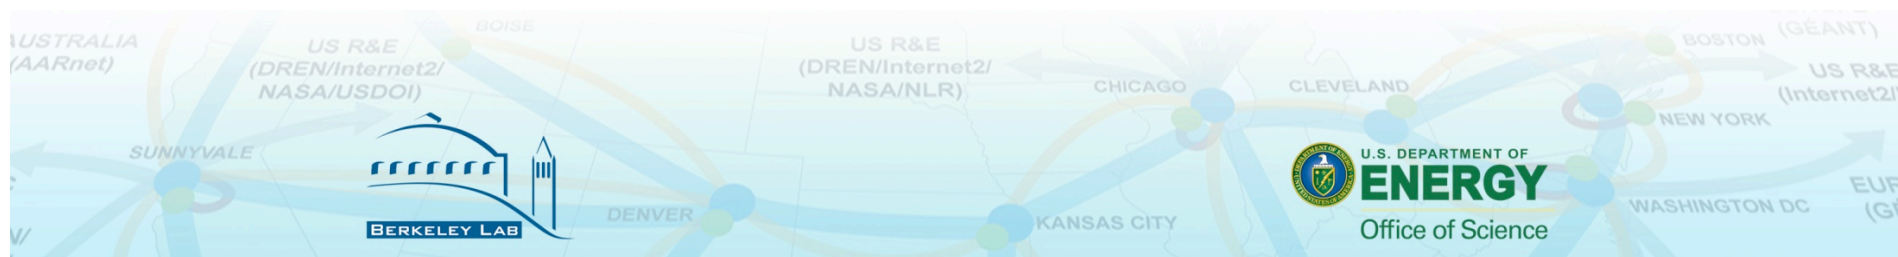 AUSTRALIA
(AARnet)
US R&E
(DREN/Internet2/
NASA/USDOI)
BOISE
US R&E
(DREN/Internet2/
NASA/NLR)
CHICAGO
CLEVELAND
BOSTON
(GÉANT)
US R&E
(Internet2/
NEW YORK
SUNNYVALE
DENVER
KANSAS CITY
WASHINGTON DC
BERKELEY LAB
U.S. DEPARTMENT OF
ENERGY
Office of Science